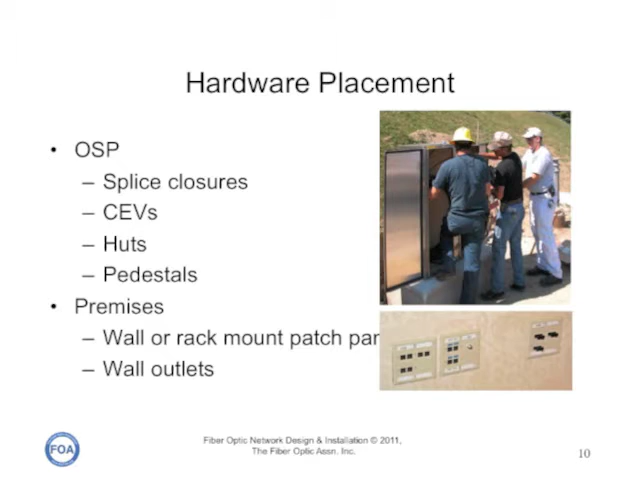 Hardware Placement
• OSP
– Splice closures
– CEVs
– Huts
– Pedestals
• Premises
– Wall or rack mount patch pan
– Wall outlets
FOA
Fiber Optic Network Design & Installation © 2011,
The Fiber Optic Assn. Inc.
10